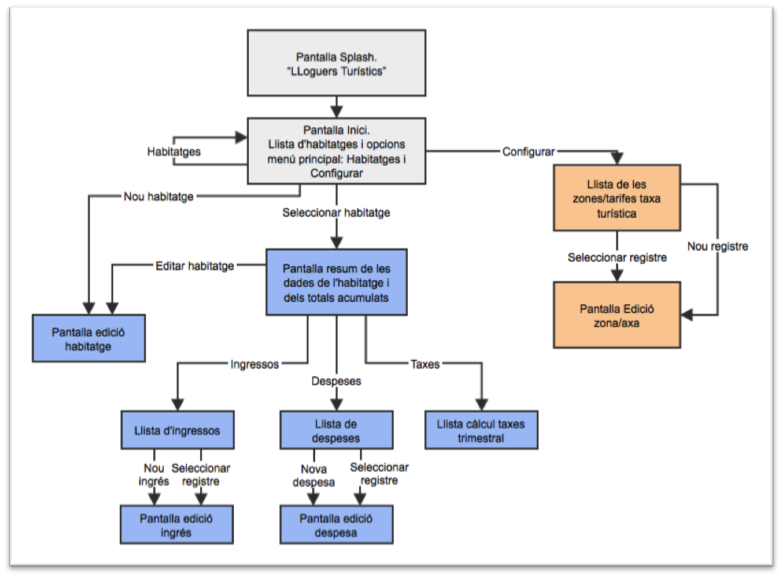 Pantalla Splash.
"LLoguers Turístics"
Pantalla Inici.
Llista d'habitatges i opcions
menú principal: Habitatges i
Configurar
Habitatges
Configurar
Nou habitatge
Seleccionar habitatge
Llista de les
zones/tarifes taxa
turística
Seleccionar registre
Nou registre
Editar habitatge
Pantalla resum de les
dades de l'habitatge i
dels totals acumulats
Pantalla Edició
zona/axa
Pantalla edició
habitatge
Ingressos
Despeses
Taxes
Llista d'ingressos
Llista de
despeses
Llista càlcul taxes
trimestral
Nou
ingrés
Seleccionar
registre
Nova
despesa
Seleccionar
registre
Pantalla edició
ingrés
Pantalla edició
despesa